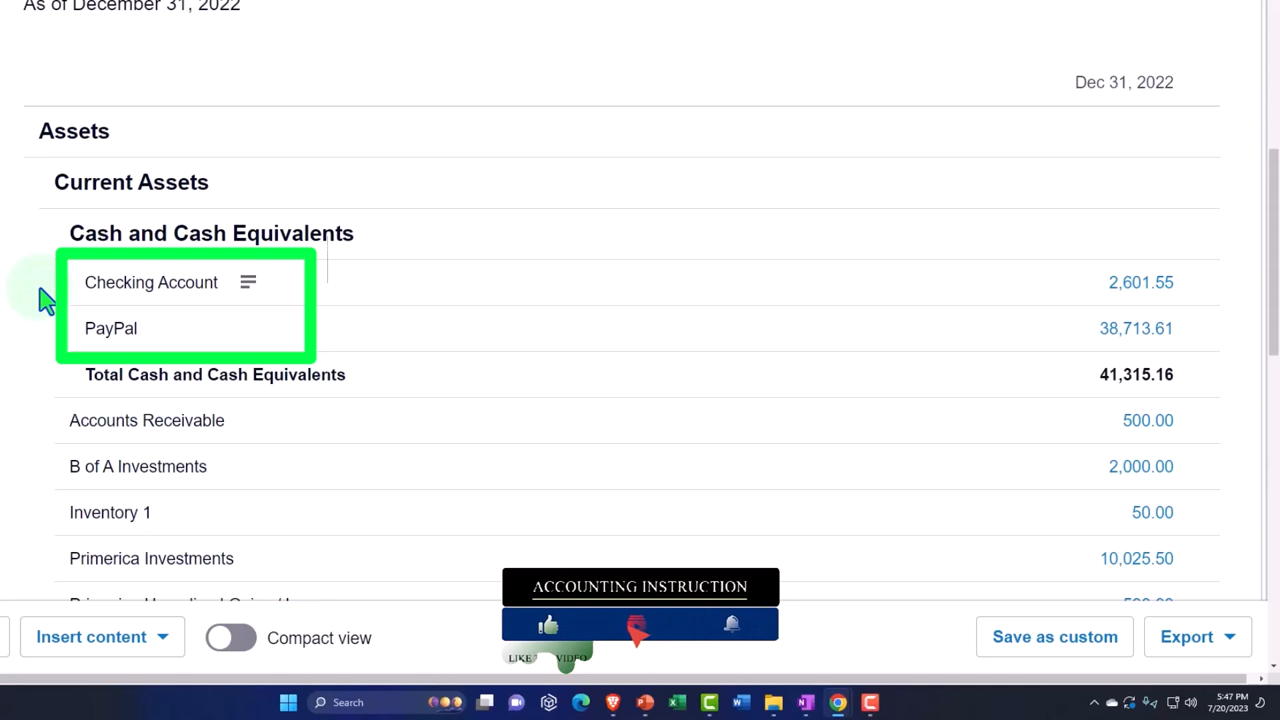 As of December 31, 2022
Dec 31, 2022
Assets
Current Assets
Cash and Cash Equivalents
Checking Account 2,601.55
PayPal 38,713.61
Total Cash and Cash Equivalents 41,315.16
Accounts Receivable 500.00
B of A Investments 2,000.00
Inventory 1 50.00
Primerica Investments 10,025.50
ACCOUNTING INSTRUCTION
Insert content Compact view Save as custom Export
LIKE VIDEO
Search
5:47 PM
7/20/2023